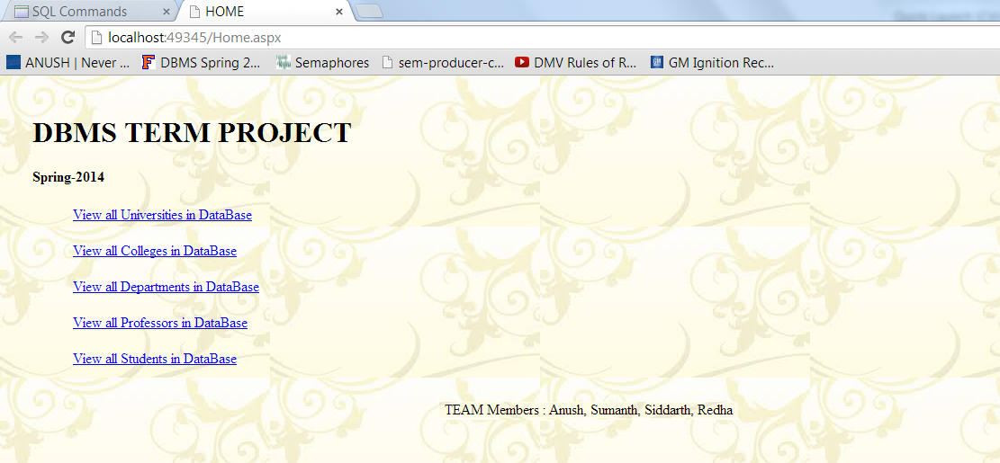 SQL Commands
HOME
localhost:49345/Home.aspx
ANUSH | Never ...
DBMS Spring 2...
Semaphores
sem-producer-c...
DMV Rules of R...
GM Ignition Rec...
DBMS TERM PROJECT
Spring-2014
View all Universities in DataBase
View all Colleges in DataBase
View all Departments in DataBase
View all Professors in DataBase
View all Students in DataBase
TEAM Members : Anush, Sumanth, Siddarth, Redha